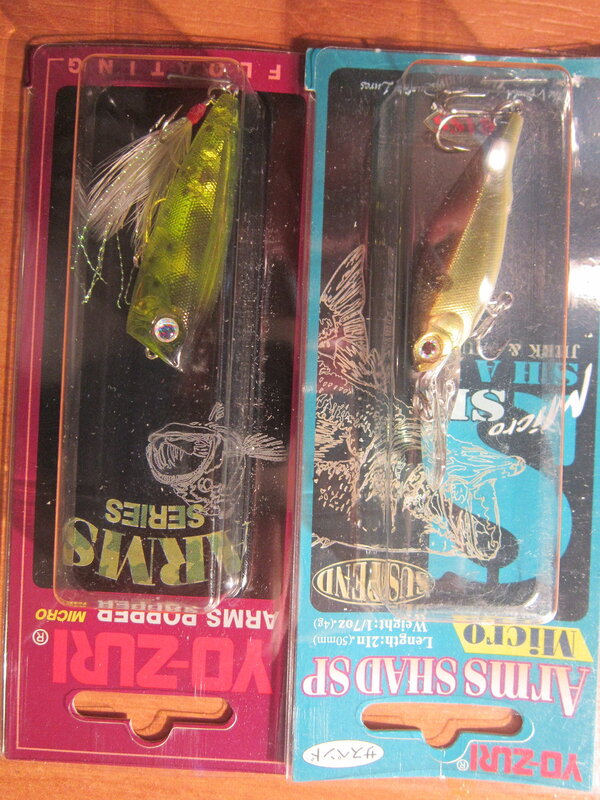 YO-ZURI®
ARMS POPPER MICRO
ARMS
SERIES
FLOATING
YO-ZURI
サスペンド
Arms SHAD SP
Micro
Length:2In.(50mm)
Weight:1/7oz.(4g)
SUSPEND
Micro
JERK &